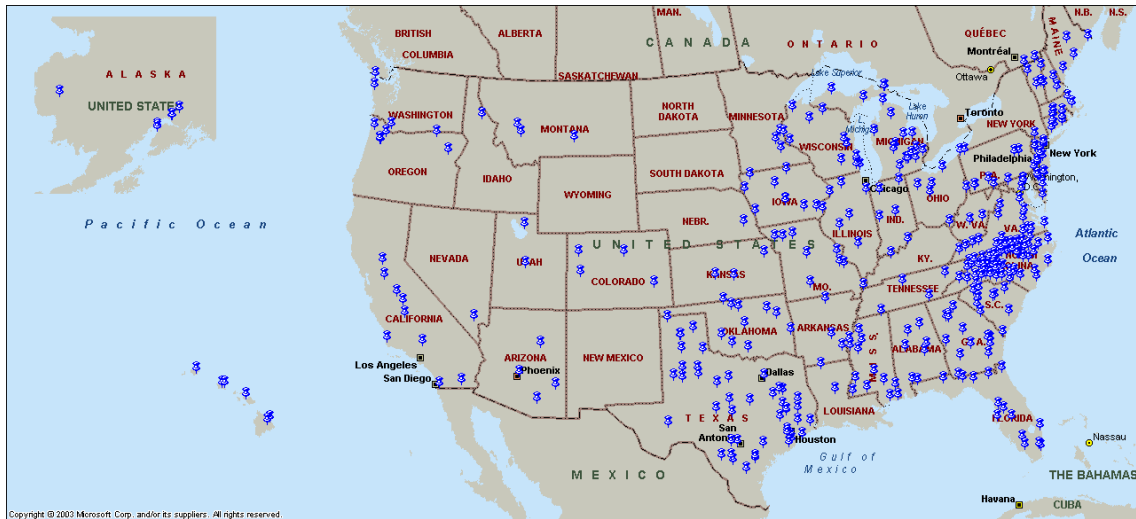 MAN.
N.B.
N.S.
BRITISH
COLUMBIA
ALBERTA
CANADA
ONTARIO
QUÉBEC
MAINE
Montréal
ALASKA
SASKATCHEWAN
Lake Superior
Ottawa
UNITED STATE
WASHINGTON
MONTANA
NORTH
DAKOTA
MINNESOTA
Lake
Huron
Toronto
NEW YORK
WISCONSIN
MICHIGAN
New York
OREGON
IDAHO
SOUTH DAKOTA
Philadelphia
WYOMING
Chicago
P.A.
Washington,
D.C.
IOWA
OHIO
NEBR.
IND.
Pacific Ocean
ILLINOIS
W. VA.
VA.
Atlantic
Ocean
NEVADA
UTAH
UNITED STATES
COLORADO
KANSAS
MO.
KY.
TENNESSEE
S.C.
CALIFORNIA
OKLAHOMA
ARKANSAS
MISS.
ALABAMA
ARIZONA
NEW MEXICO
Los Angeles
Phoenix
San Diego
Dallas
TEXAS
LOUISIANA
FLORIDA
San
Anton
Houston
Nassau
Gulf of
Mexico
MEXICO
THE BAHAMAS
Havana
CUBA
Copyright © 2003 Microsoft Corp. and/or its suppliers. All rights reserved.